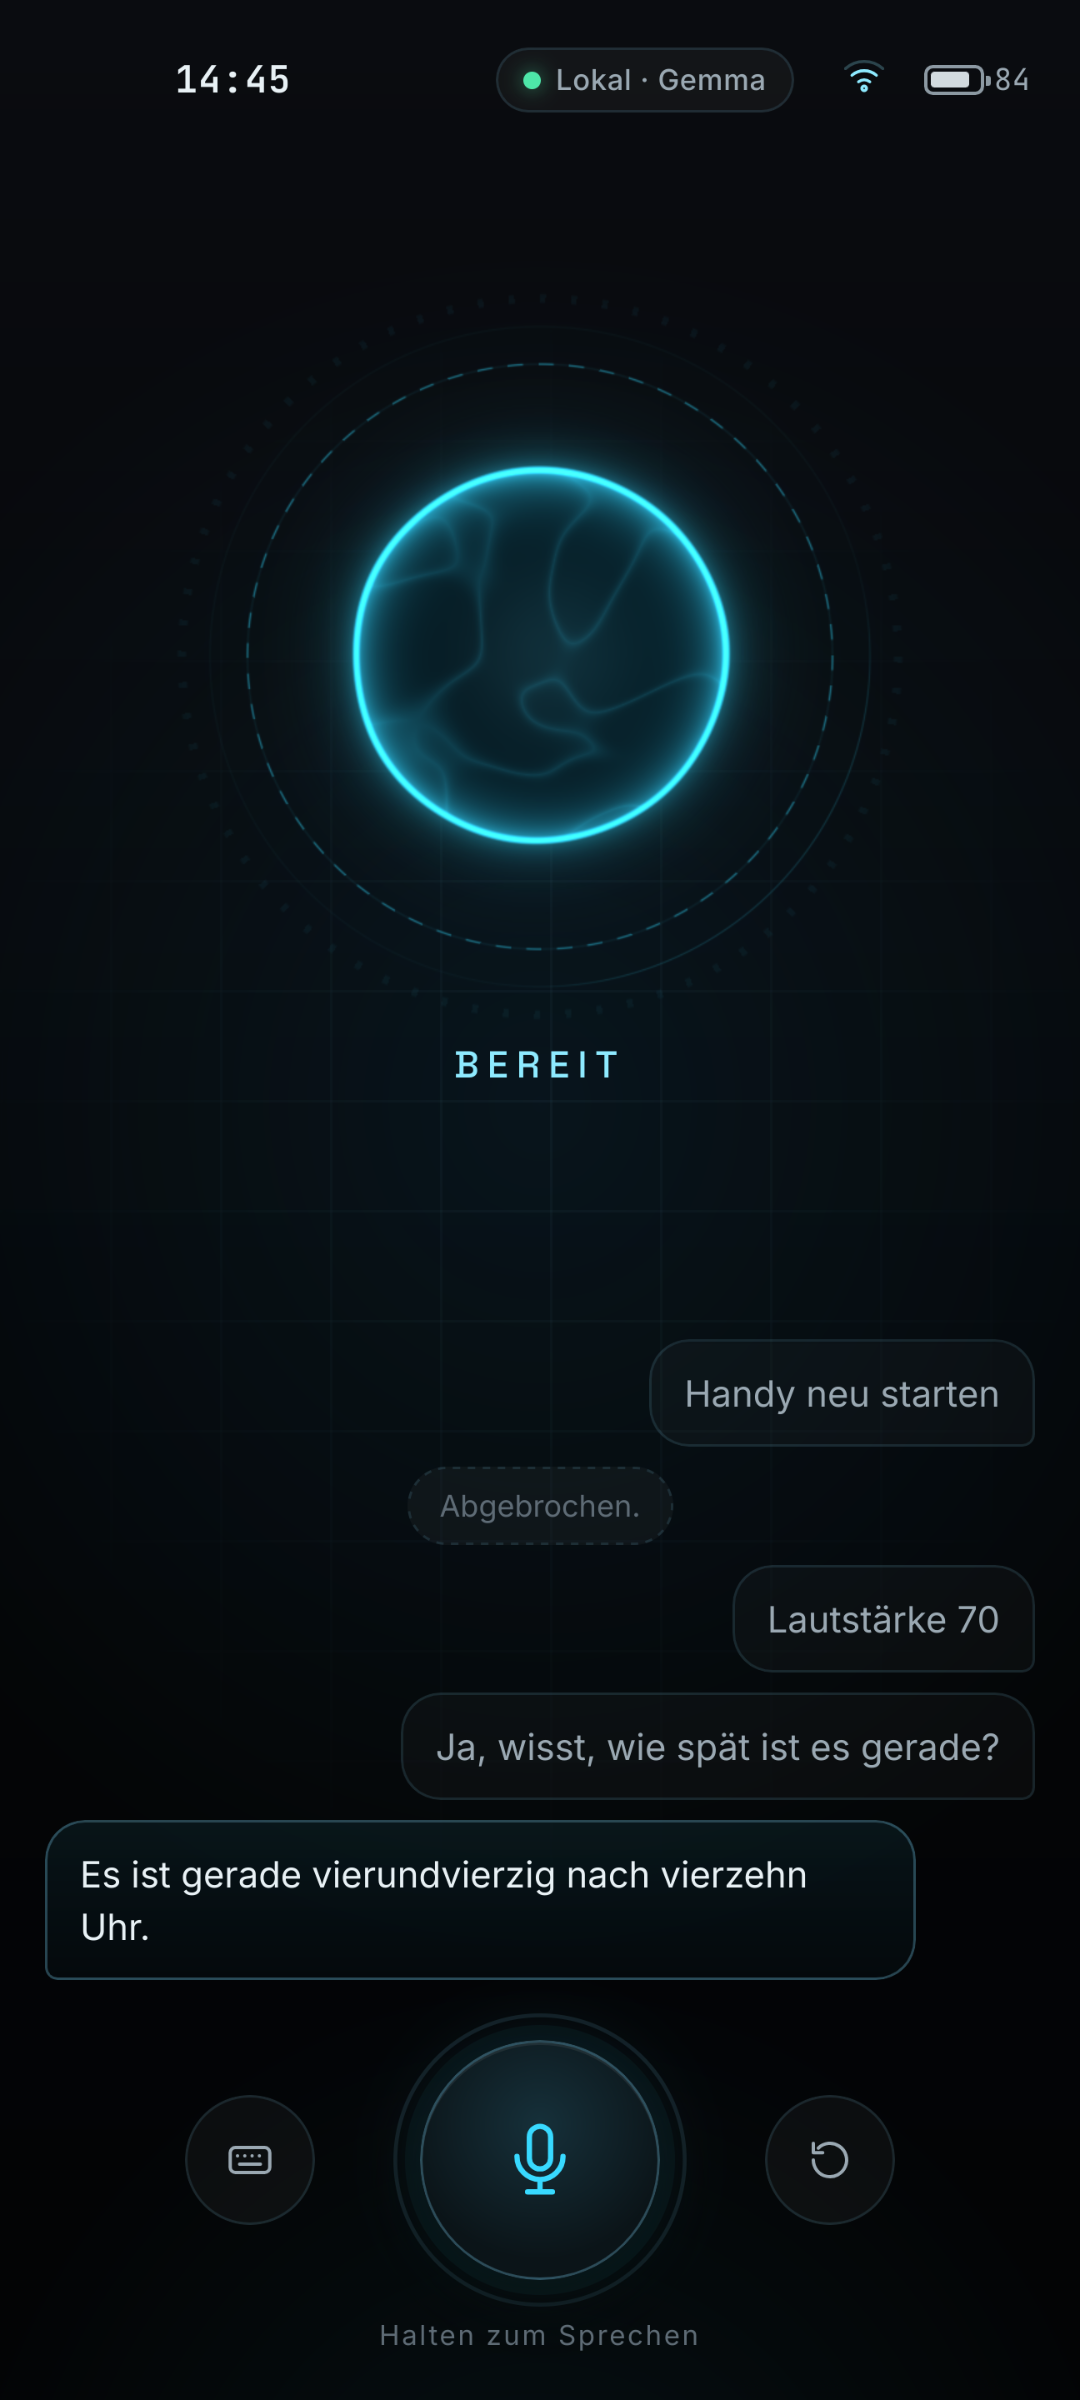 14:45
Lokal · Gemma
84
BEREIT
Handy neu starten
Abgebrochen.
Lautstärke 70
Ja, wisst, wie spät ist es gerade?
Es ist gerade vierundvierzig nach vierzehn
Uhr.
Halten zum Sprechen